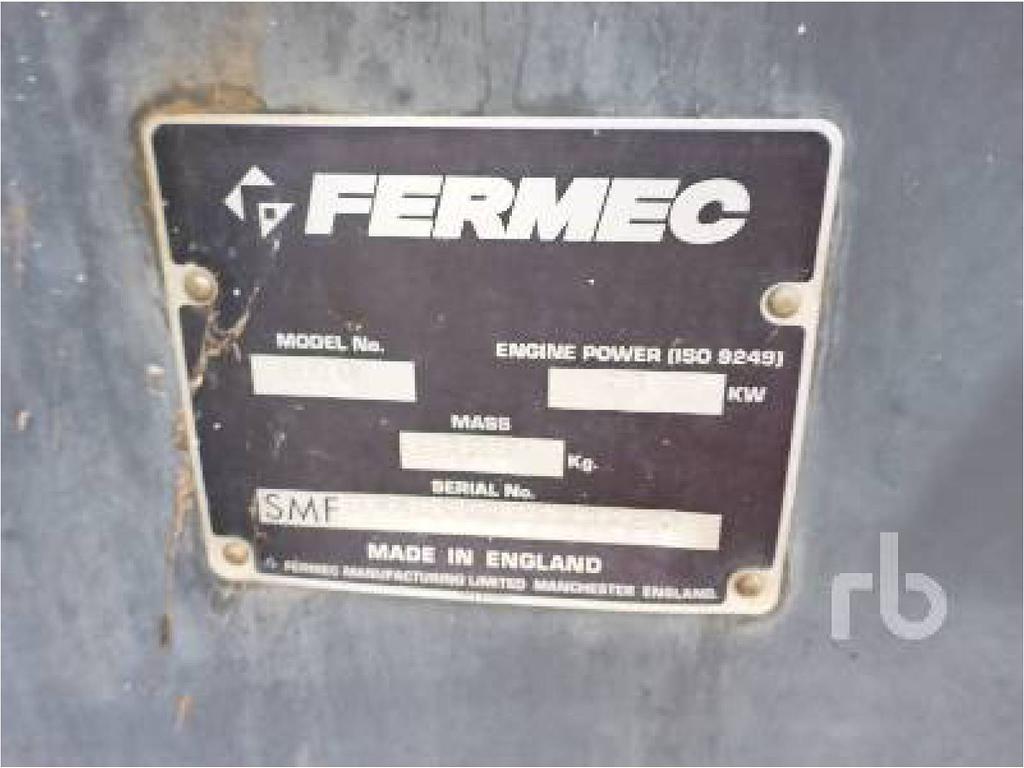 FERMEC
MODEL No.
ENGINE POWER (ISO 9249)
KW
MASS
Kg.
SERIAL No.
SMF
MADE IN ENGLAND
FERMEC MANUFACTURING LIMITED MANCHESTER ENGLAND.
rb